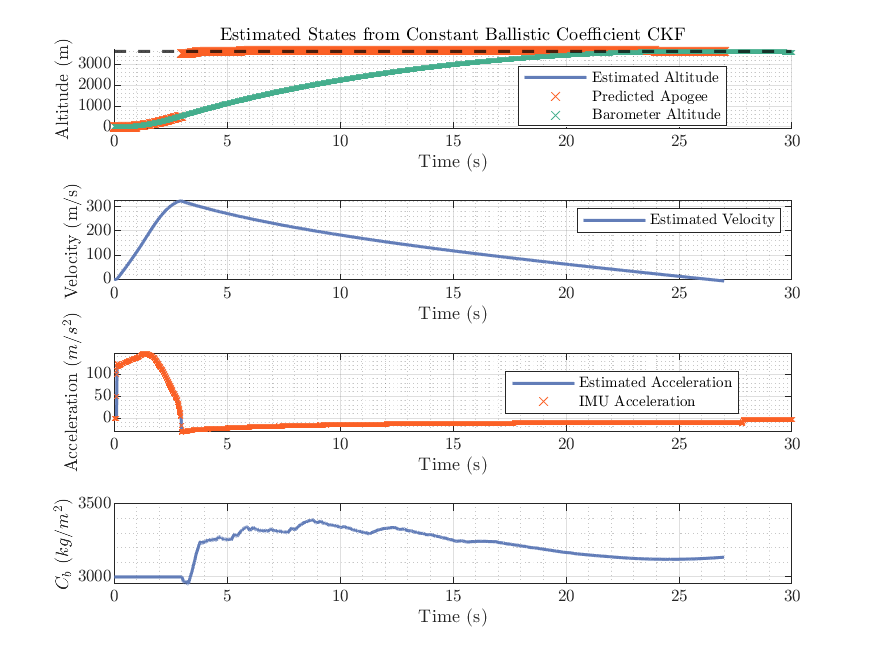 Estimated States from Constant Ballistic Coefficient CKF
Altitude (m)
3000
2000
1000
0
Estimated Altitude
Predicted Apogee
Barometer Altitude
0 5 10 15 20 25 30
Time (s)
Velocity (m/s)
300
200
100
0
Estimated Velocity
0 5 10 15 20 25 30
Time (s)
Acceleration (m/s²)
100
50
0
Estimated Acceleration
IMU Acceleration
0 5 10 15 20 25 30
Time (s)
C_b (kg/m²)
3500
3000
0 5 10 15 20 25 30
Time (s)